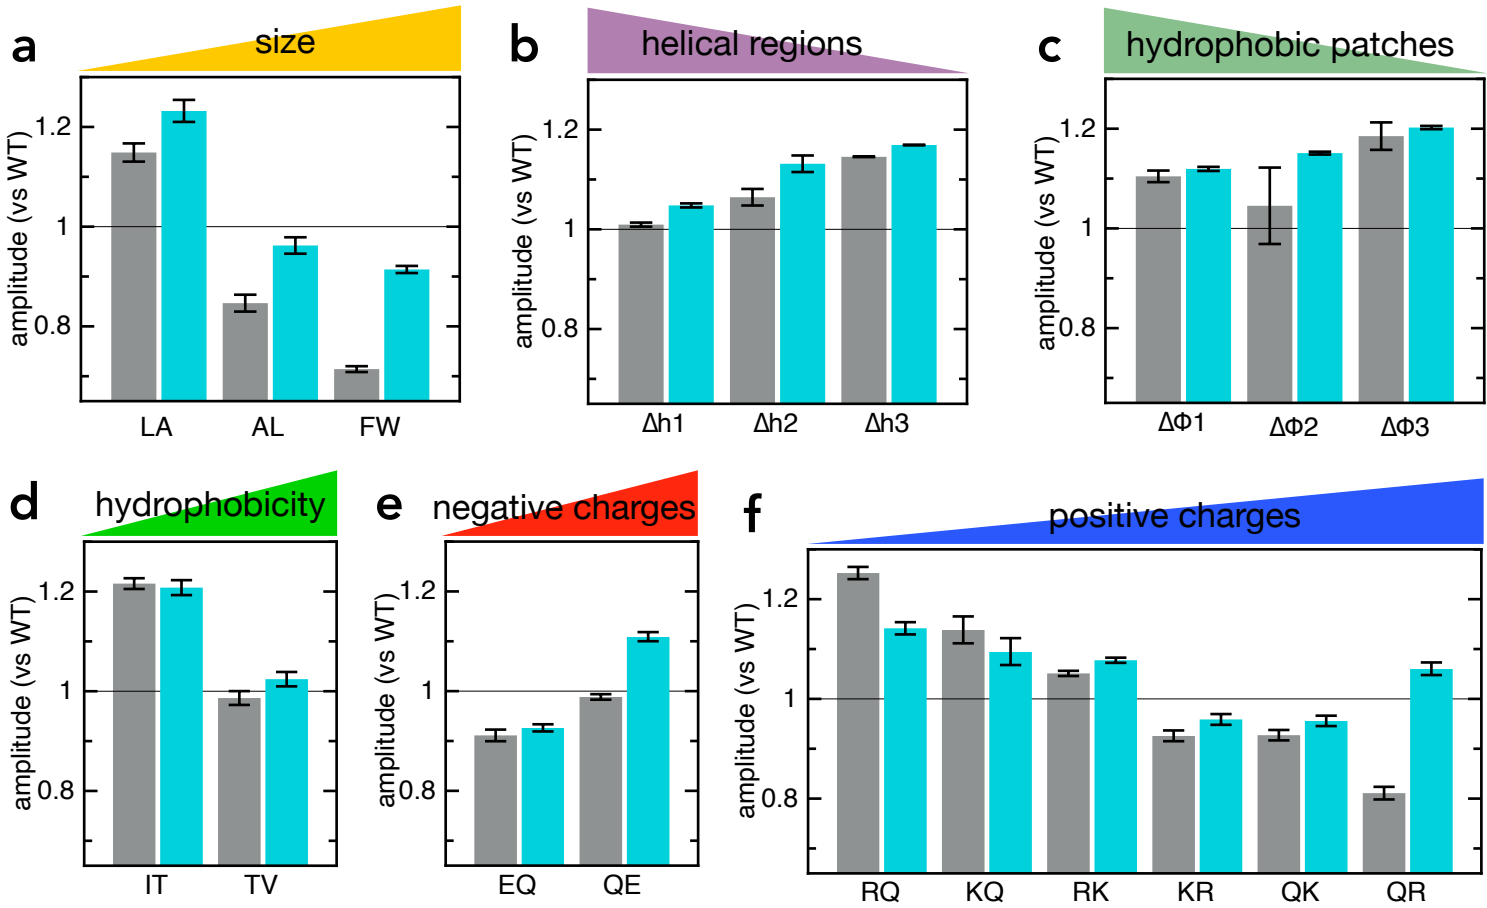 a
size
amplitude (vs WT)
1.2
1
0.8
LA AL FW
b
helical regions
amplitude (vs WT)
1.2
1
0.8
Δh1 Δh2 Δh3
c
hydrophobic patches
amplitude (vs WT)
1.2
1
0.8
ΔΦ1 ΔΦ2 ΔΦ3
d
hydrophobicity
amplitude (vs WT)
1.2
1
0.8
IT TV
e
negative charges
amplitude (vs WT)
1.2
1
0.8
EQ QE
f
positive charges
amplitude (vs WT)
1.2
1
0.8
RQ KQ RK KR QK QR